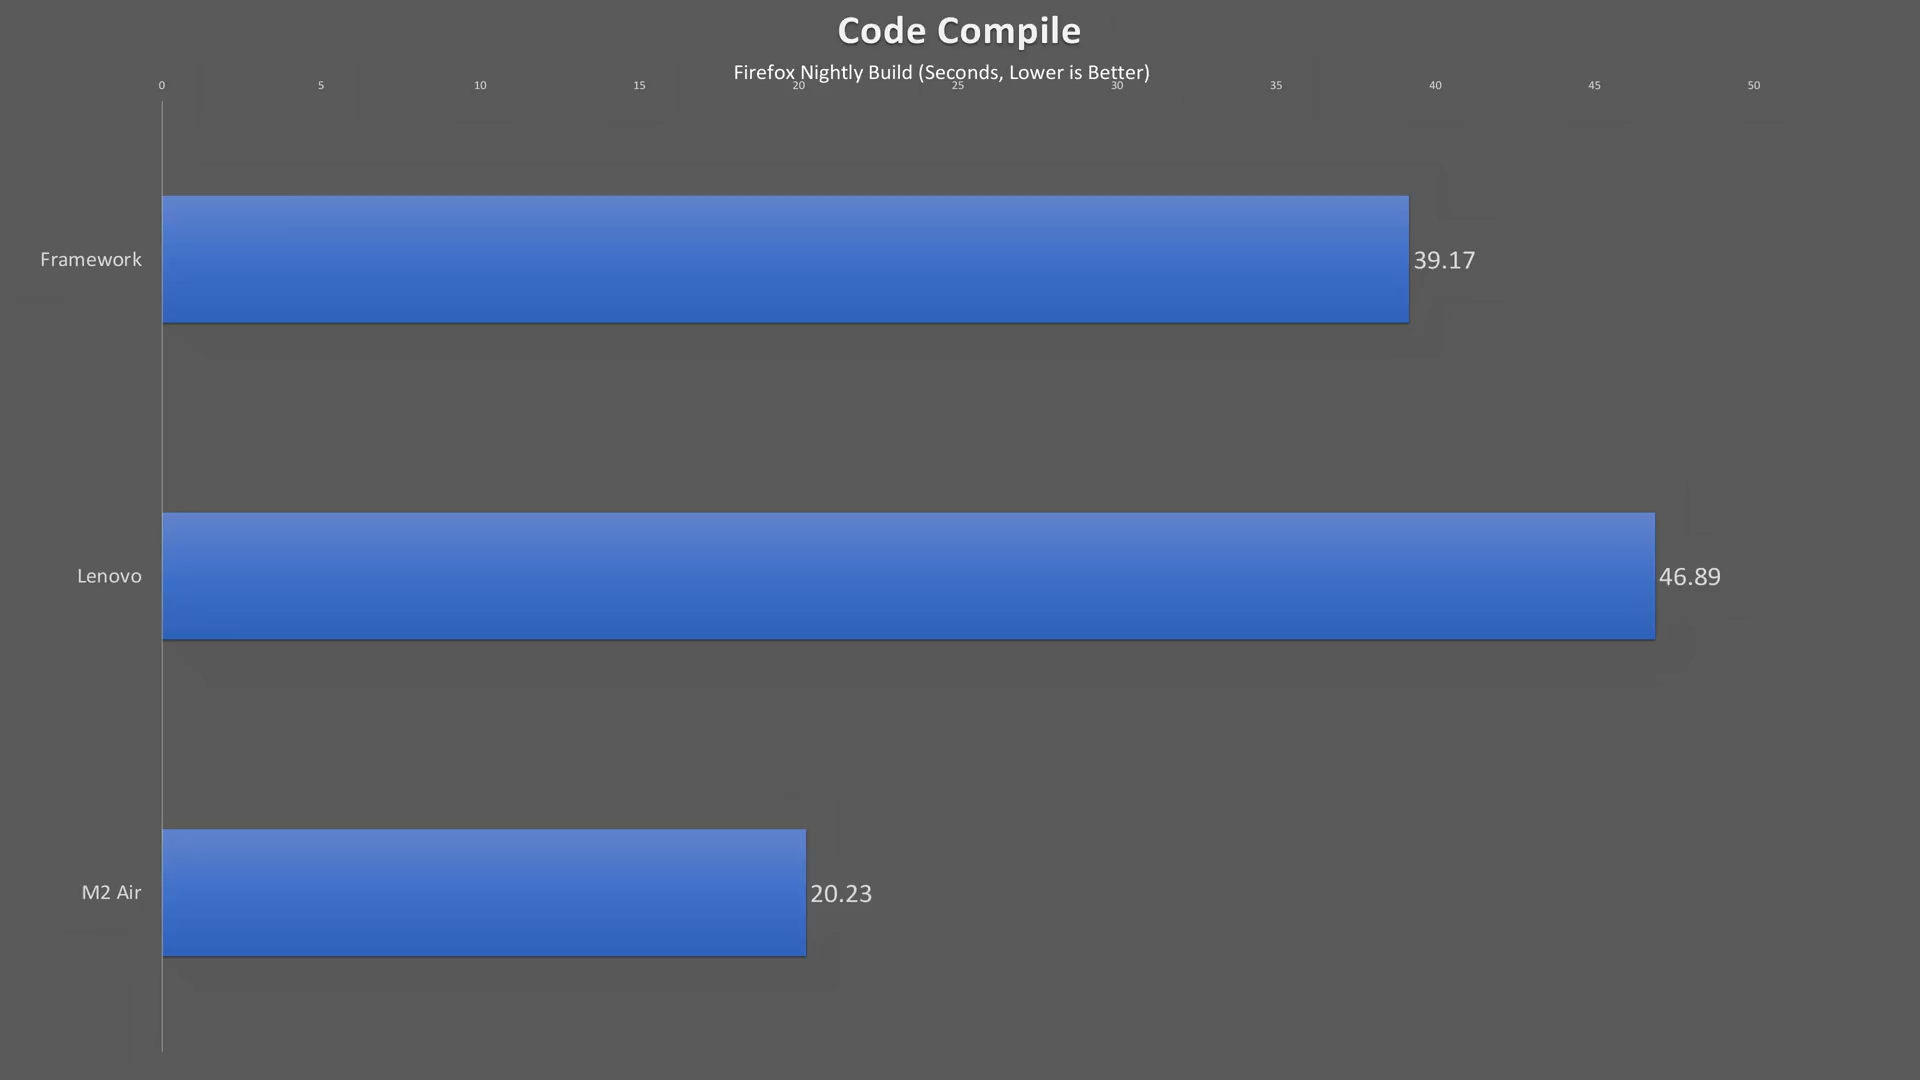 Code Compile
Firefox Nightly Build (Seconds, Lower is Better)
0 5 10 15 20 25 30 35 40 45 50
Framework 39.17
Lenovo 46.89
M2 Air 20.23